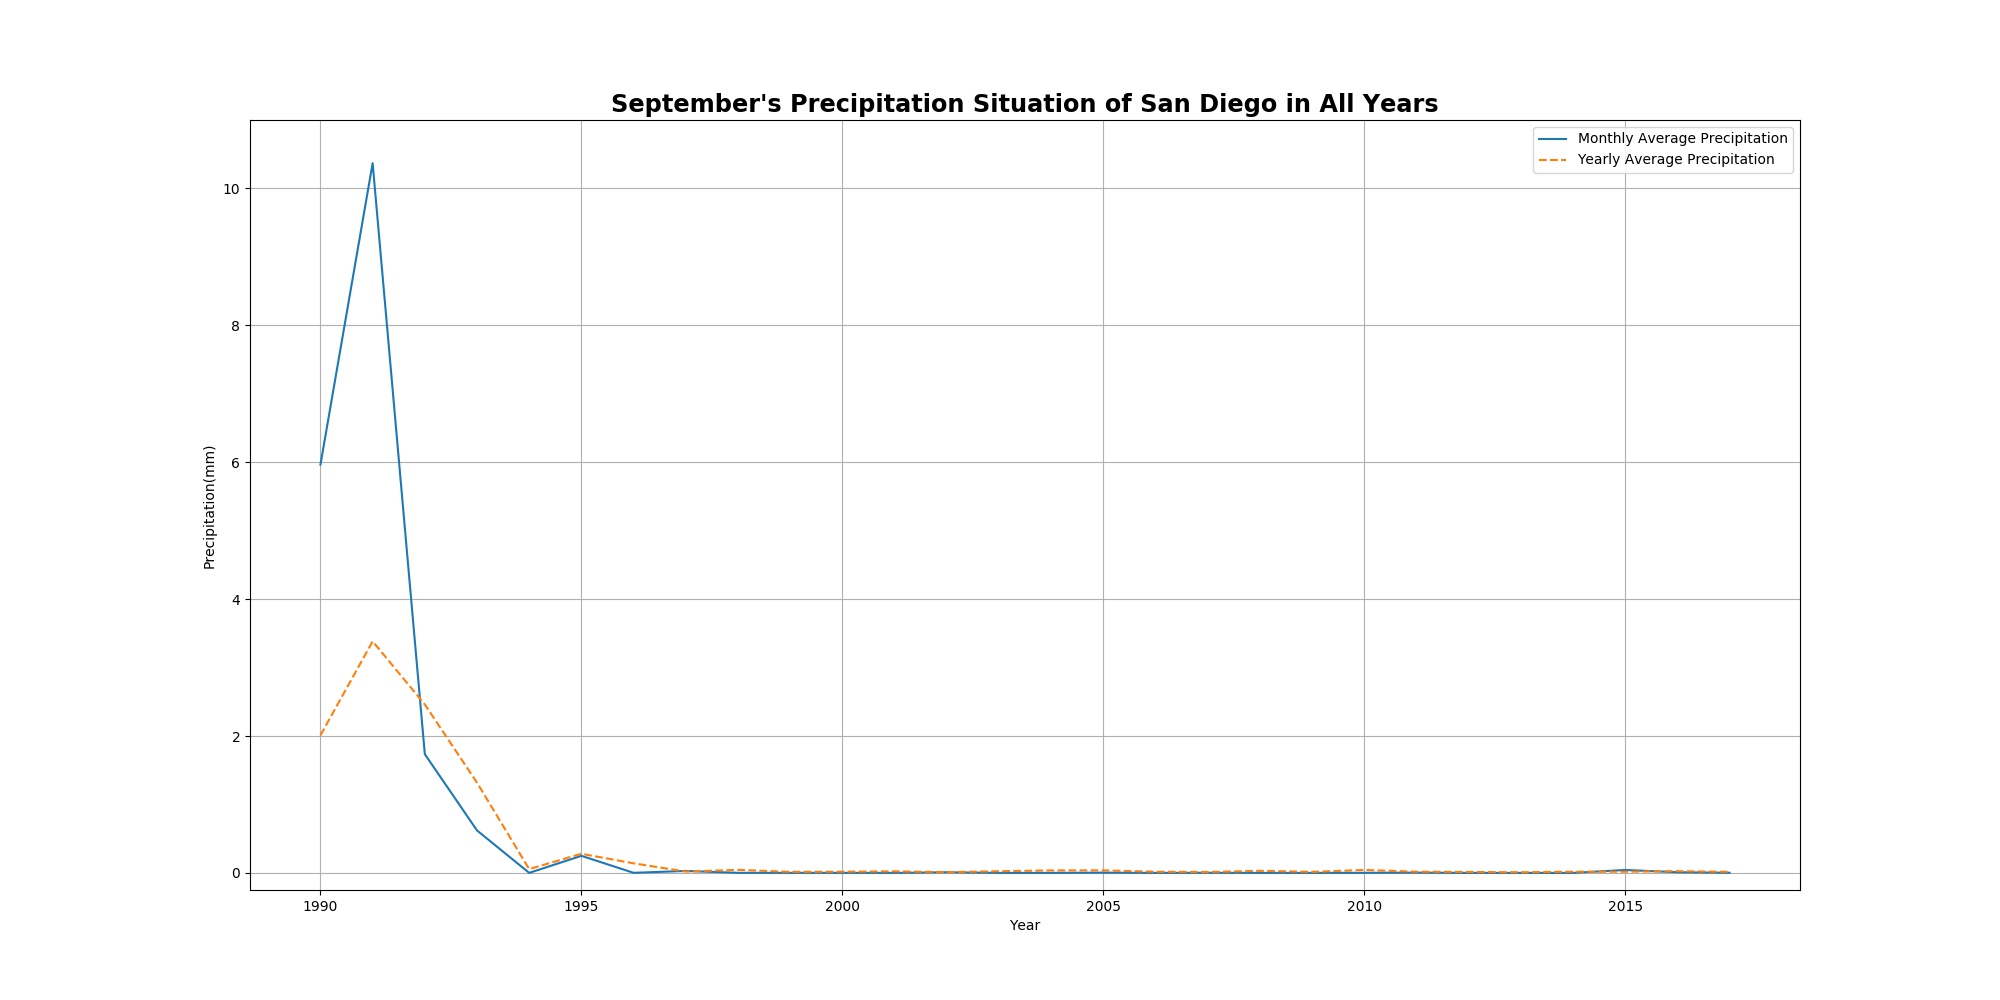 September's Precipitation Situation of San Diego in All Years
Monthly Average Precipitation
Yearly Average Precipitation
Precipitation(mm)
10
8
6
4
2
0
1990 1995 2000 2005 2010 2015
Year